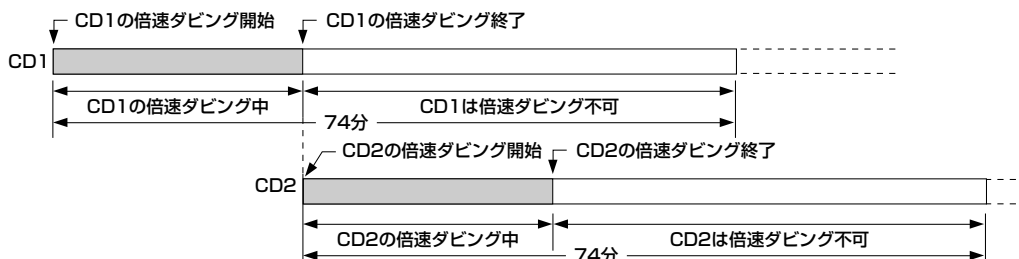 CD1の倍速ダビング開始 CD1の倍速ダビング終了
CD1
CD1の倍速ダビング中 CD1は倍速ダビング不可
74分
CD2の倍速ダビング開始 CD2の倍速ダビング終了
CD2
CD2の倍速ダビング中 CD2は倍速ダビング不可
74分